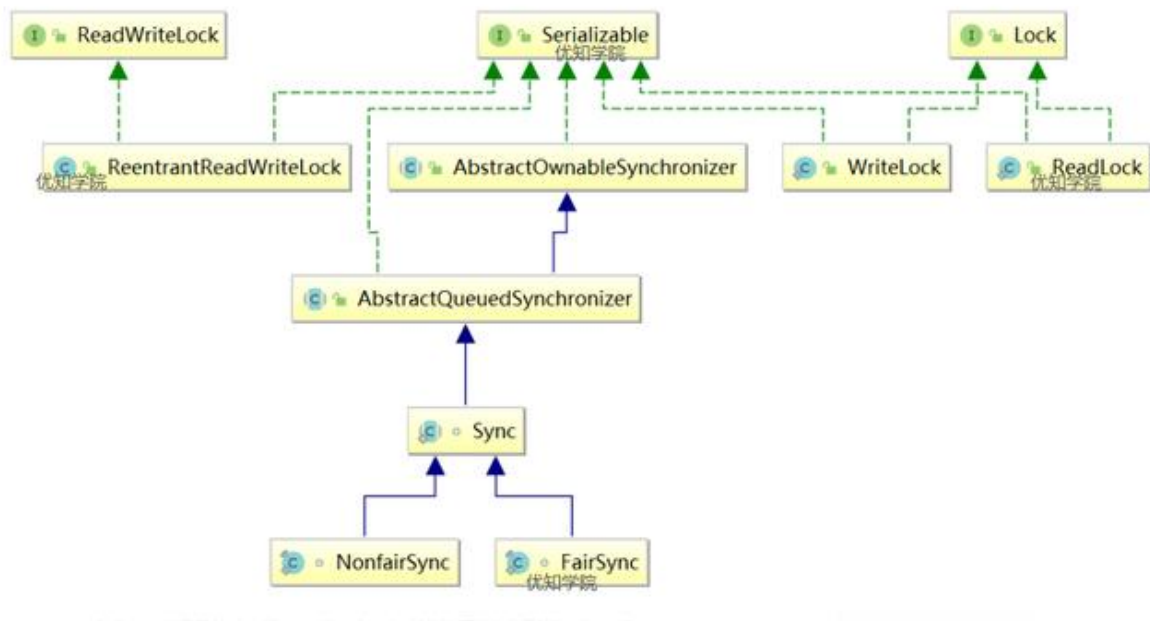 ReadWriteLock
Serializable
优知学院
Lock
ReentrantReadWriteLock
优知学院
AbstractOwnableSynchronizer
WriteLock
ReadLock
优知学院
AbstractQueuedSynchronizer
Sync
NonfairSync
FairSync
优知学院